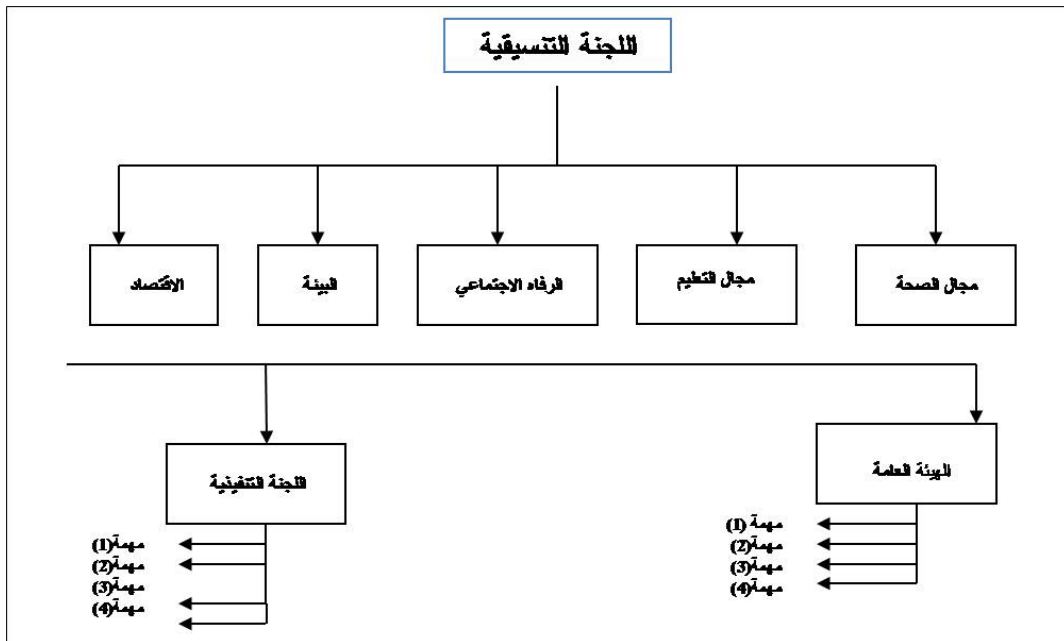 اللجنة التنسيقية
مجال الصحة
مجال التعليم
الرفاه الاجتماعي
البيئة
الاقتصاد
الهيئة العامة
مهمة (1)
مهمة(2)
مهمة(3)
مهمة(4)
اللجنة التنفيذية
مهمة(1)
مهمة(2)
مهمة(3)
مهمة(4)